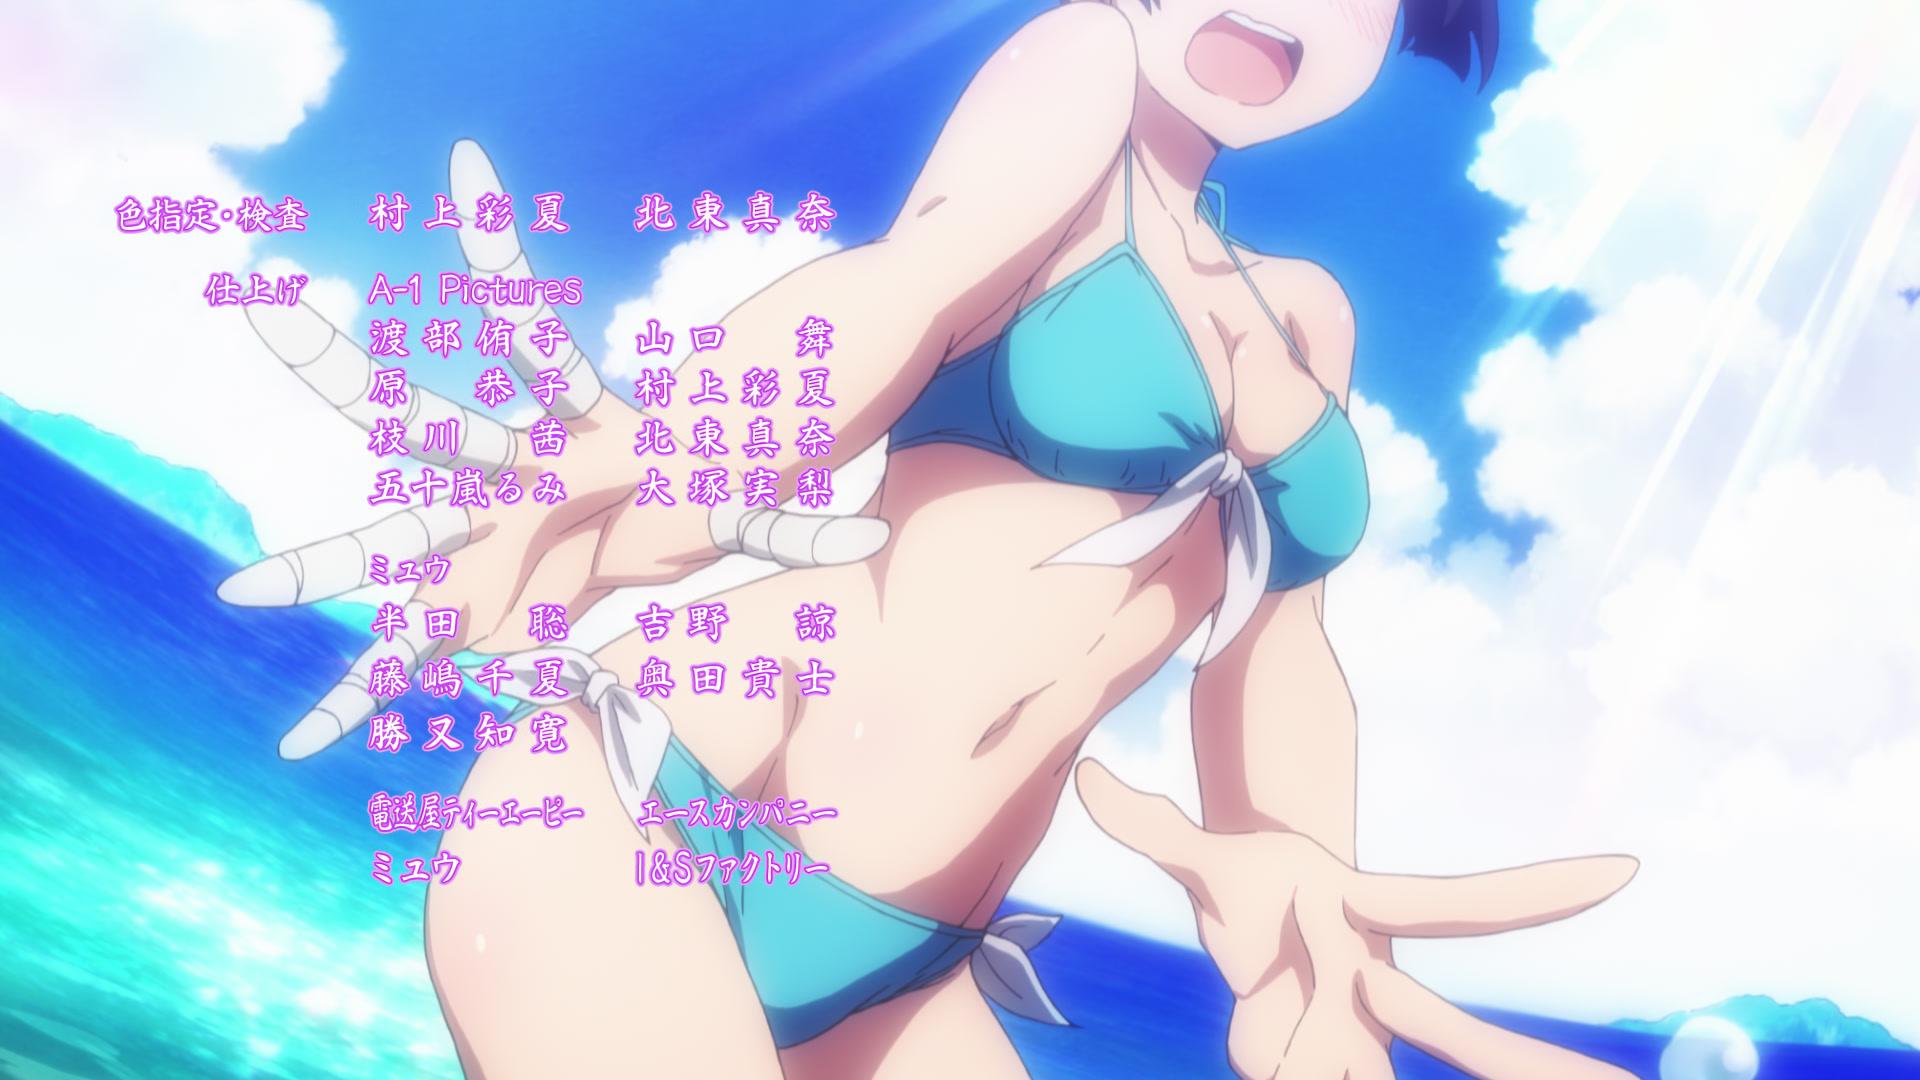 色指定・検査 村上彩夏 北東真奈
仕上げ A-1 Pictures
渡部侑子 山口舞
原恭子 村上彩夏
枝川茜 北東真奈
五十嵐るみ 大塚実梨
ミュウ
半田聡 吉野諒
藤嶋千夏 奥田貴士
勝又知寛
電送屋ティーエーピー エースカンパニー
ミュウ I&Sファクトリー